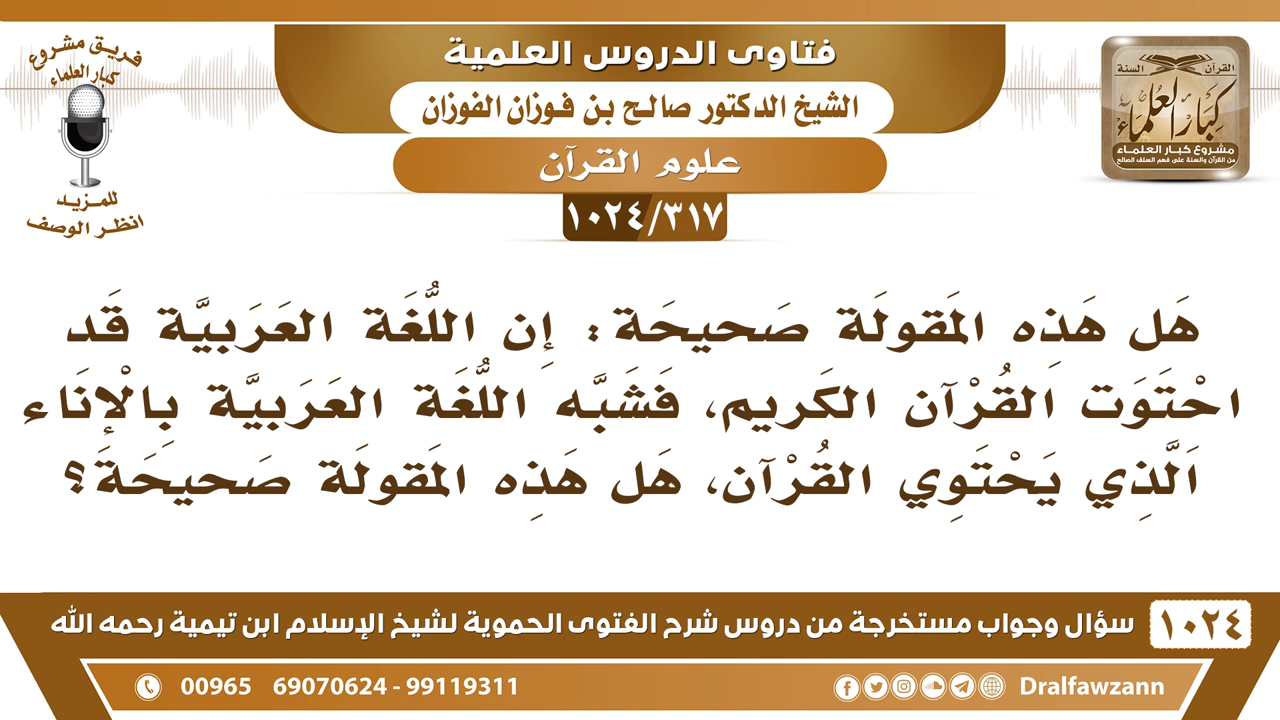 فتاوى الدروس العلمية
الشيخ الدكتور صالح بن فوزان الفوزان
علوم القرآن
١٠٢٤/٣١٧
فريق مشروع
كبار العلماء
للمزيد
انظر الوصف
القرآن السنة
كبار العلماء
مشروع كبار العلماء
من القرآن والسنة على فهم السلف الصالح
هَل هَذِه المَقولَة صَحيحَة: إِن اللُّغَة العَرَبيَّة قَد
احْتَوَت القُرْآن الكَريم، فَشَبَّه اللُّغَة العَرَبيَّة بِالْإِنَاء
الَّذِي يَحْتَوِي القُرْآن، هَل هَذِه المَقولَة صَحيحَة؟
١٠٢٤ سؤال وجواب مستخرجة من دروس شرح الفتوى الحموية لشيخ الإسلام ابن تيمية رحمه الله
00965 69070624 - 99119311
Dralfawzann